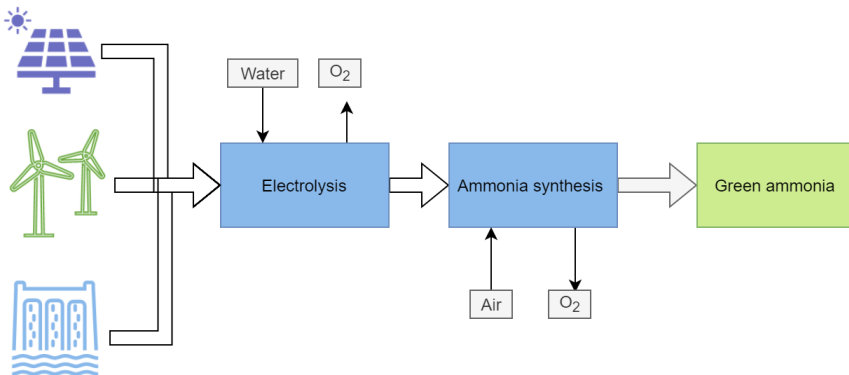 Water
O2
Electrolysis
Ammonia synthesis
Green ammonia
Air
O2